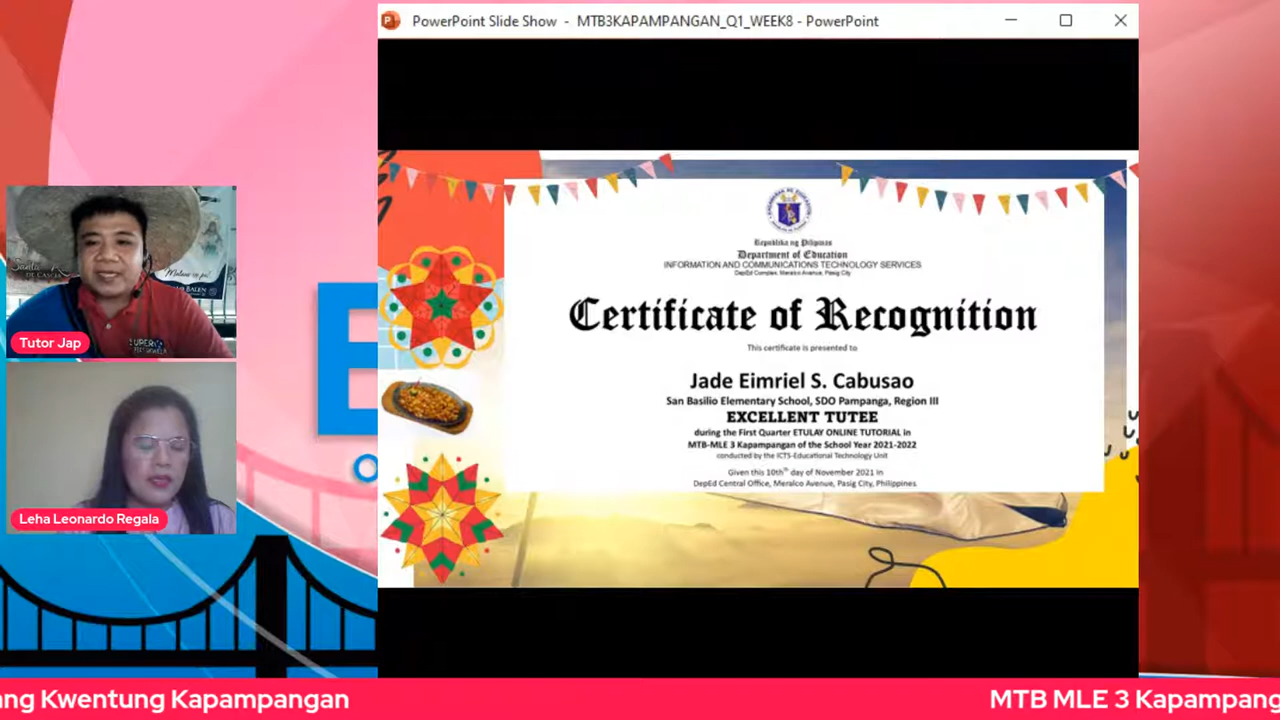 PowerPoint Slide Show - MTB3KAPAMPANGAN_Q1_WEEK8 - PowerPoint
Republika ng Pilipinas
Department of Education
INFORMATION AND COMMUNICATIONS TECHNOLOGY SERVICES
DepEd Complex, Meralco Avenue, Pasig City
Certificate of Recognition
This certificate is presented to
Jade Eimriel S. Cabusao
San Basilio Elementary School, SDO Pampanga, Region III
EXCELLENT TUTEE
during the First Quarter ETULAY ONLINE TUTORIAL in
MTB-MLE 3 Kapampangan of the School Year 2021-2022
conducted by the ICTS-Educational Technology Unit
Given this 10th day of November 2021 in
DepEd Central Office, Meralco Avenue, Pasig City, Philippines
Tutor Jap
Leha Leonardo Regala
ang Kwentung Kapampangan
MTB MLE 3 Kapampang